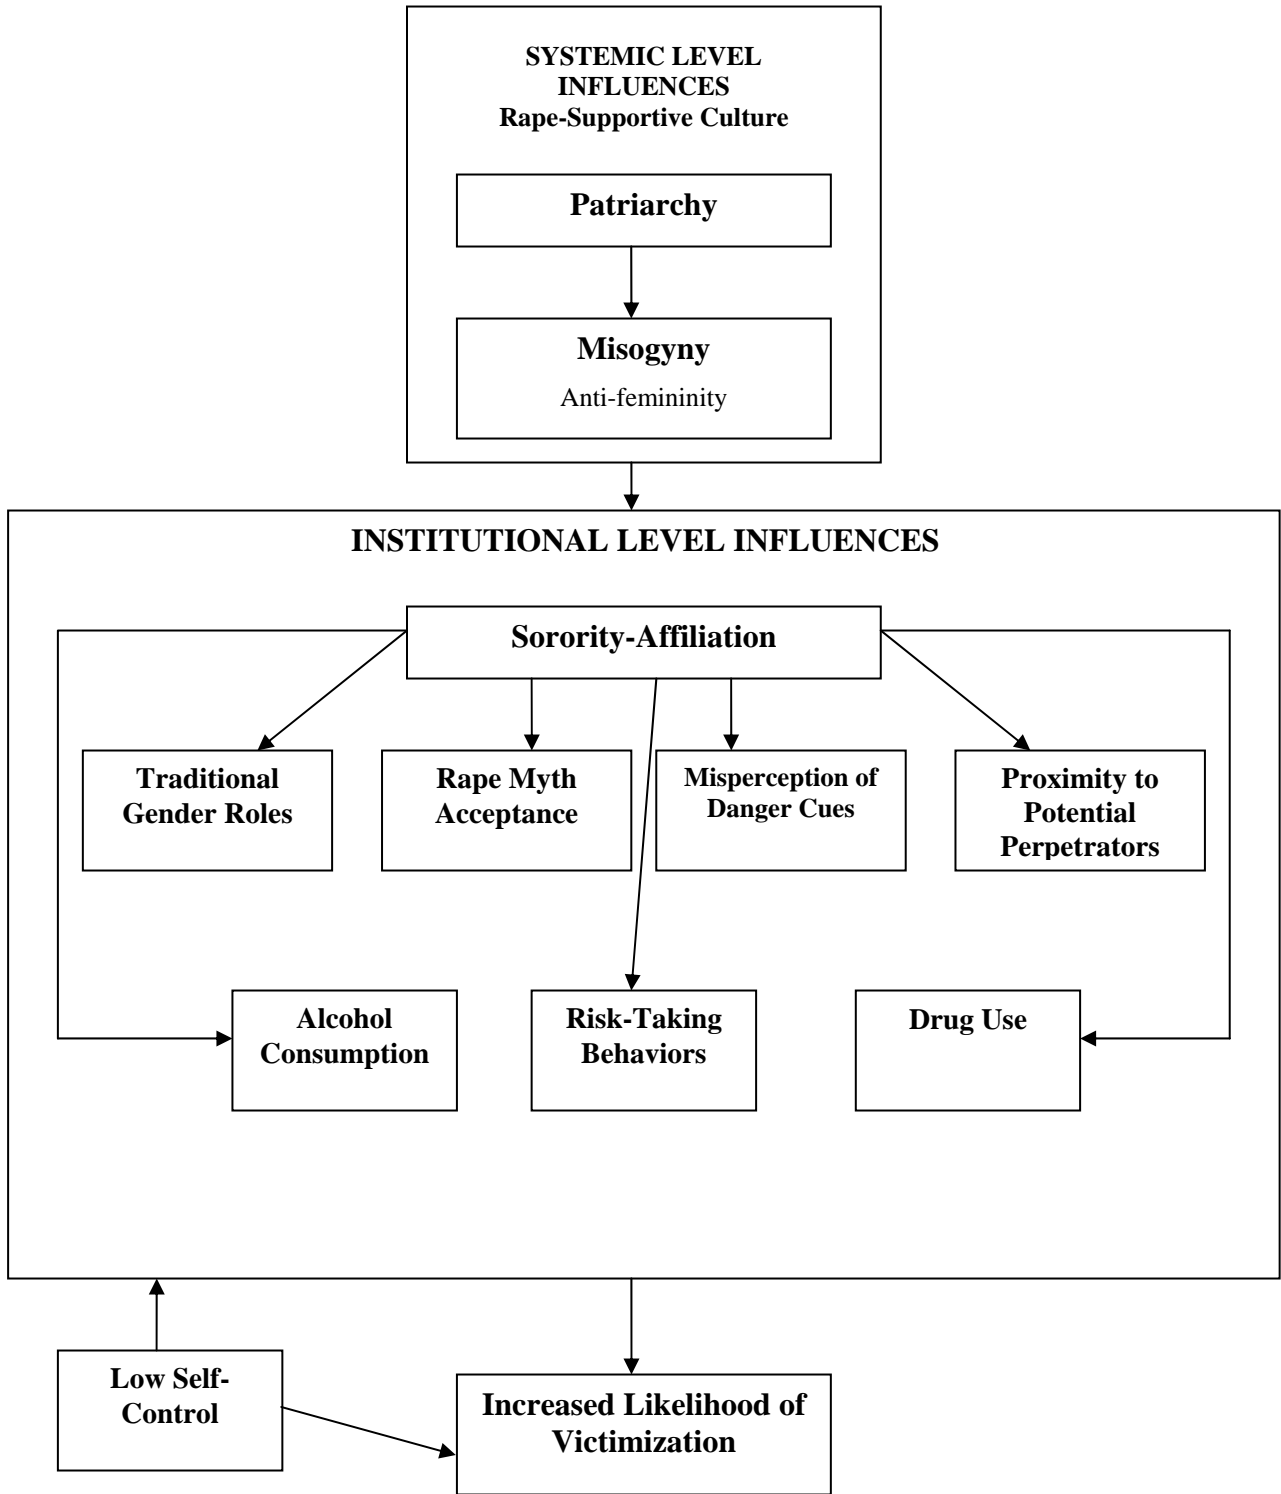 SYSTEMIC LEVEL
INFLUENCES
Rape-Supportive Culture
Patriarchy
Misogyny
Anti-femininity
INSTITUTIONAL LEVEL INFLUENCES
Sorority-Affiliation
Traditional
Gender Roles
Rape Myth
Acceptance
Misperception of
Danger Cues
Proximity to
Potential
Perpetrators
Alcohol
Consumption
Risk-Taking
Behaviors
Drug Use
Low Self-
Control
Increased Likelihood of
Victimization